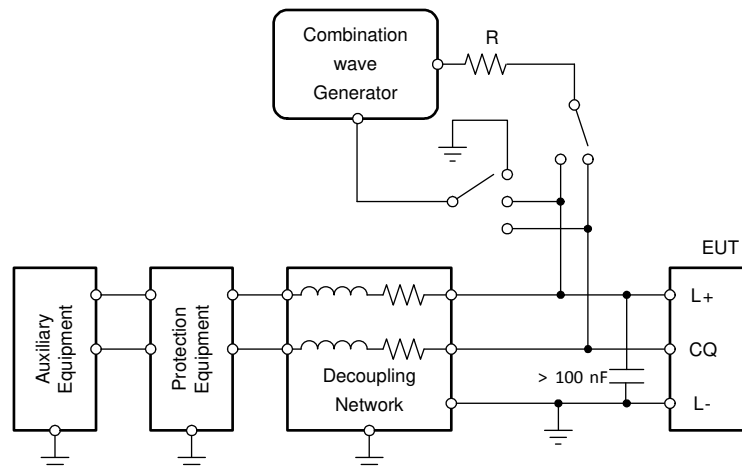 Combination
wave
Generator
R
EUT
L+
CQ
L-
> 100 nF
Auxiliary
Equipment
Protection
Equipment
Decoupling
Network